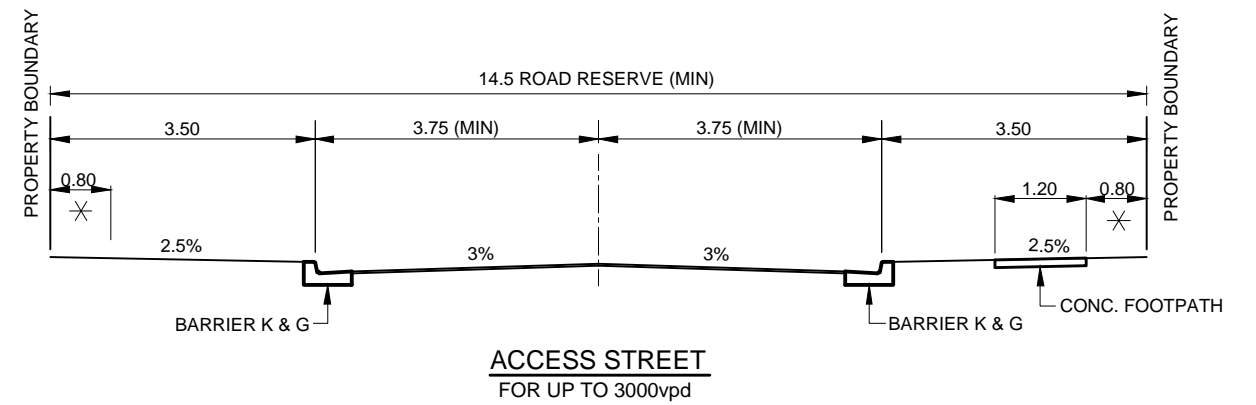 PROPERTY BOUNDARY
14.5 ROAD RESERVE (MIN)
PROPERTY BOUNDARY
3.50
3.75 (MIN)
3.75 (MIN)
3.50
0.80
1.20
0.80
2.5%
3%
3%
2.5%
BARRIER K & G
BARRIER K & G
CONC. FOOTPATH
ACCESS STREET
FOR UP TO 3000vpd